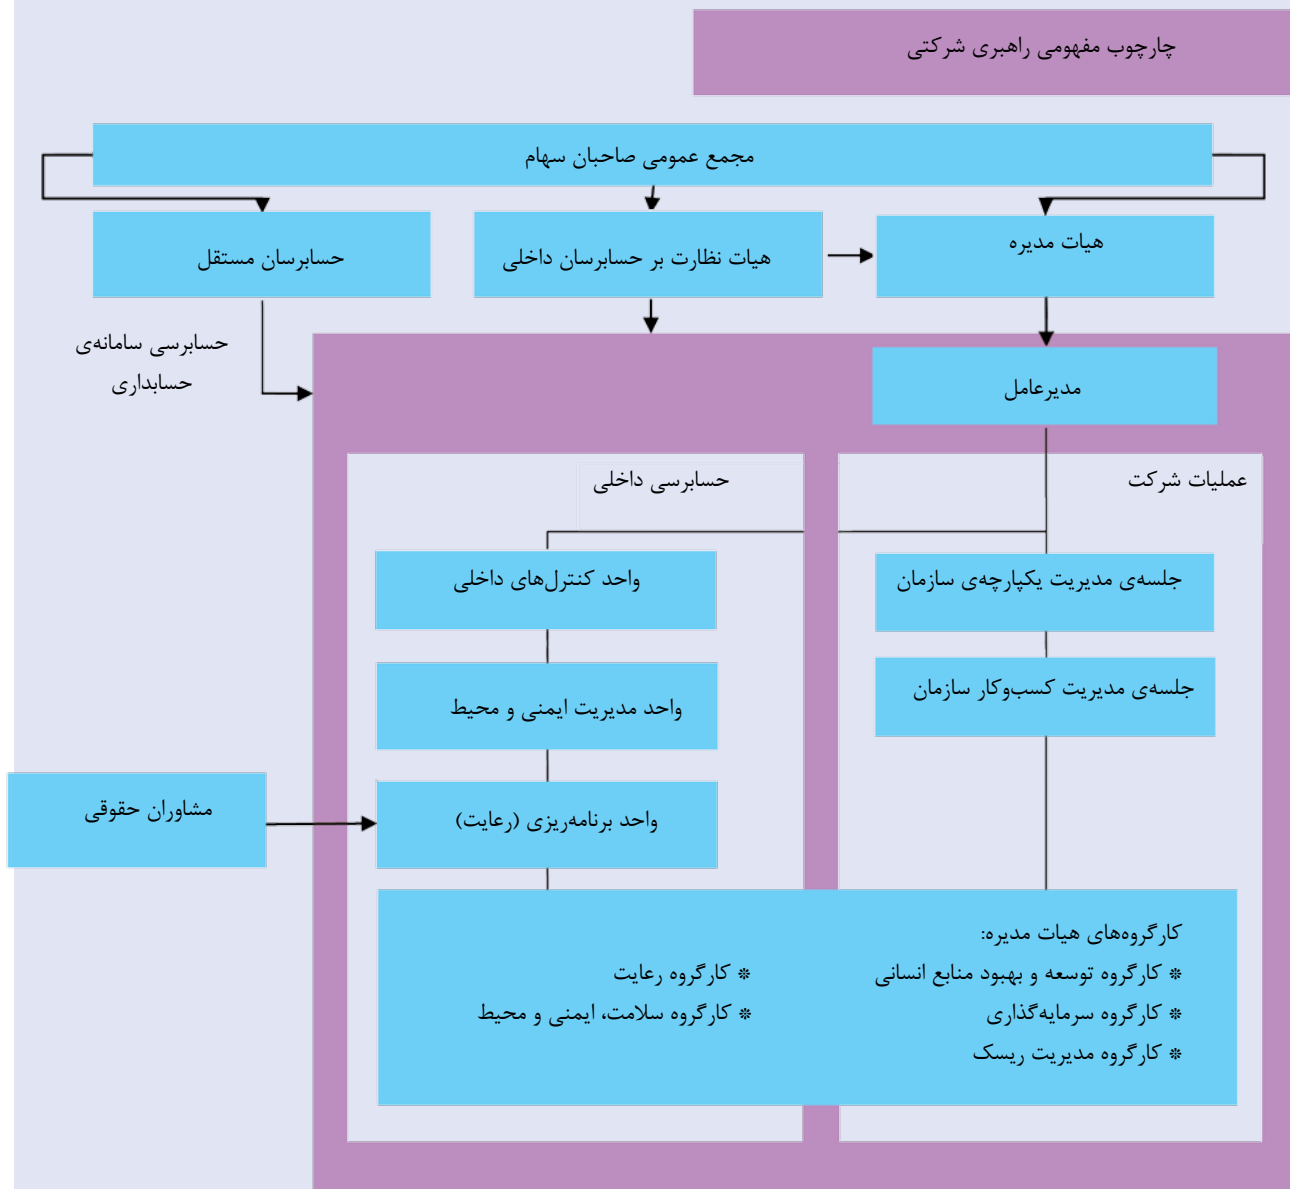 چارچوب مفهومی راهبری شرکتی
مجمع عمومی صاحبان سهام
هیات مدیره
هیات نظارت بر حسابرسان داخلی
حسابرسان مستقل
حسابرسی سامانه‌ی
حسابداری
مدیرعامل
عملیات شرکت
حسابرسی داخلی
جلسه‌ی مدیریت یکپارچه‌ی سازمان
واحد کنترل‌های داخلی
جلسه‌ی مدیریت کسب‌وکار سازمان
واحد مدیریت ایمنی و محیط
واحد برنامه‌ریزی (رعایت)
مشاوران حقوقی
کارگروه‌های هیات مدیره:
❊ کارگروه توسعه و بهبود منابع انسانی
❊ کارگروه سرمایه‌گذاری
❊ کارگروه مدیریت ریسک
❊ کارگروه رعایت
❊ کارگروه سلامت، ایمنی و محیط